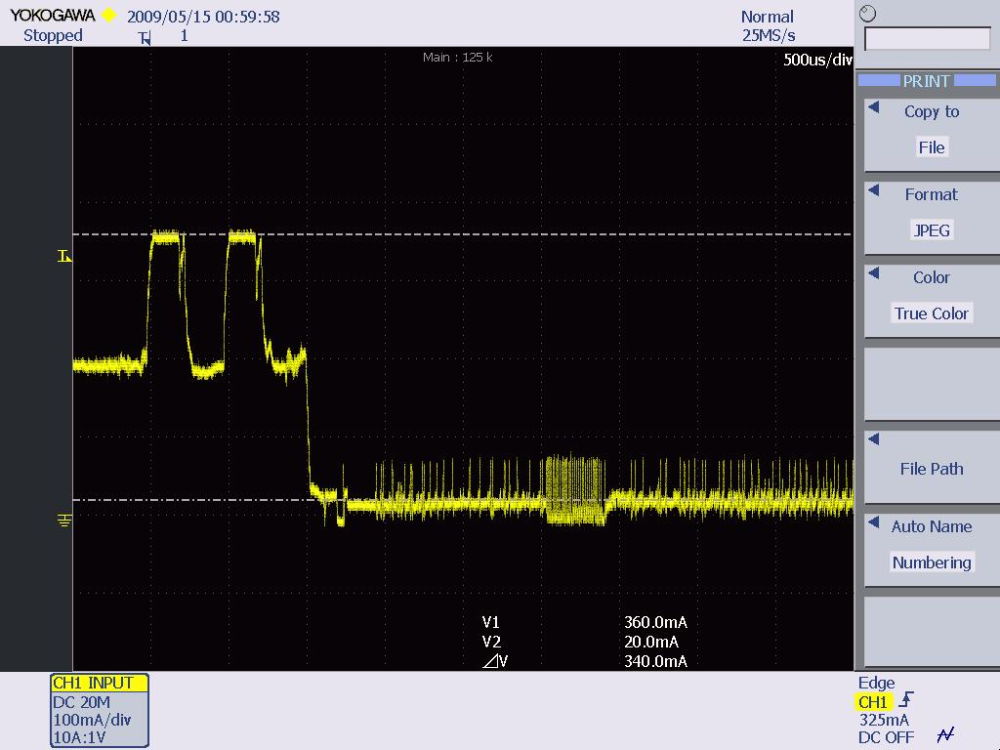 YOKOGAWA 2009/05/15 00:59:58
Stopped 1
Normal
25MS/s
Main : 125 k
500us/div
PRINT
Copy to
File
Format
JPEG
Color
True Color
File Path
Auto Name
Numbering
V1 360.0mA
V2 20.0mA
⊿V 340.0mA
CH1 INPUT
DC 20M
100mA/div
10A:1V
Edge
CH1
325mA
DC OFF